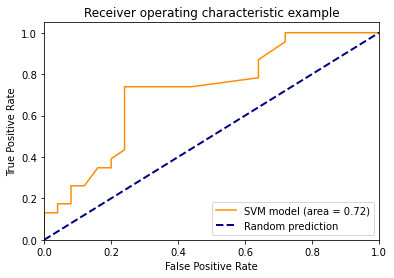 Receiver operating characteristic example
True Positive Rate
1.0
0.8
0.6
0.4
0.2
0.0
SVM model (area = 0.72)
Random prediction
0.0 0.2 0.4 0.6 0.8 1.0
False Positive Rate